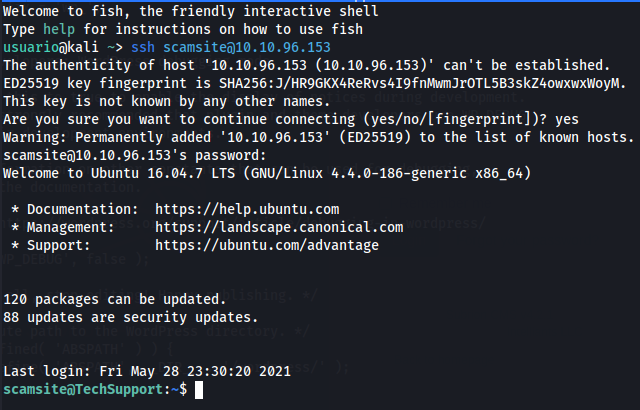 Welcome to fish, the friendly interactive shell
Type help for instructions on how to use fish
usuario@kali ~> ssh scamsite@10.10.96.153
The authenticity of host '10.10.96.153 (10.10.96.153)' can't be established.
ED25519 key fingerprint is SHA256:J/HR9GKX4ReRvs4I9fnMwmJrOTL5B3skZ4owxwxWoyM.
This key is not known by any other names.
Are you sure you want to continue connecting (yes/no/[fingerprint])? yes
Warning: Permanently added '10.10.96.153' (ED25519) to the list of known hosts.
scamsite@10.10.96.153's password:
Welcome to Ubuntu 16.04.7 LTS (GNU/Linux 4.4.0-186-generic x86_64)
the documentation.
* Documentation:  https://help.ubuntu.com
* Management:     https://landscape.canonical.com
* Support:        https://ubuntu.com/advantage
120 packages can be updated.
88 updates are security updates.
Last login: Fri May 28 23:30:20 2021
scamsite@TechSupport:~$